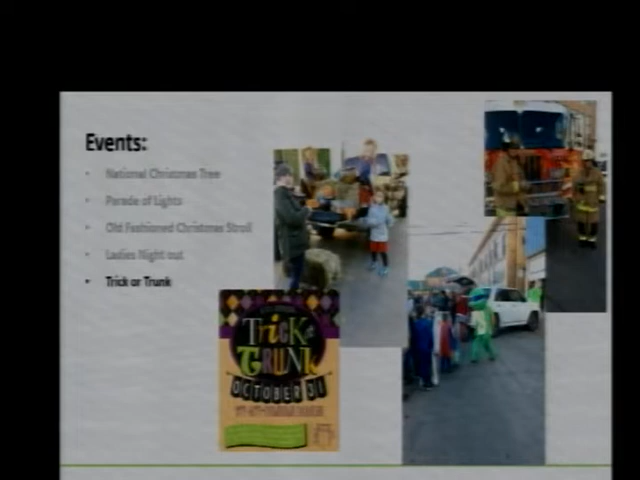 Events:
• National Christmas Tree
• Parade of Lights
• Old Fashioned Christmas Stroll
• Ladies Night out
• Trick or Trunk
TRICK
TRUNK
OCTOBER 31